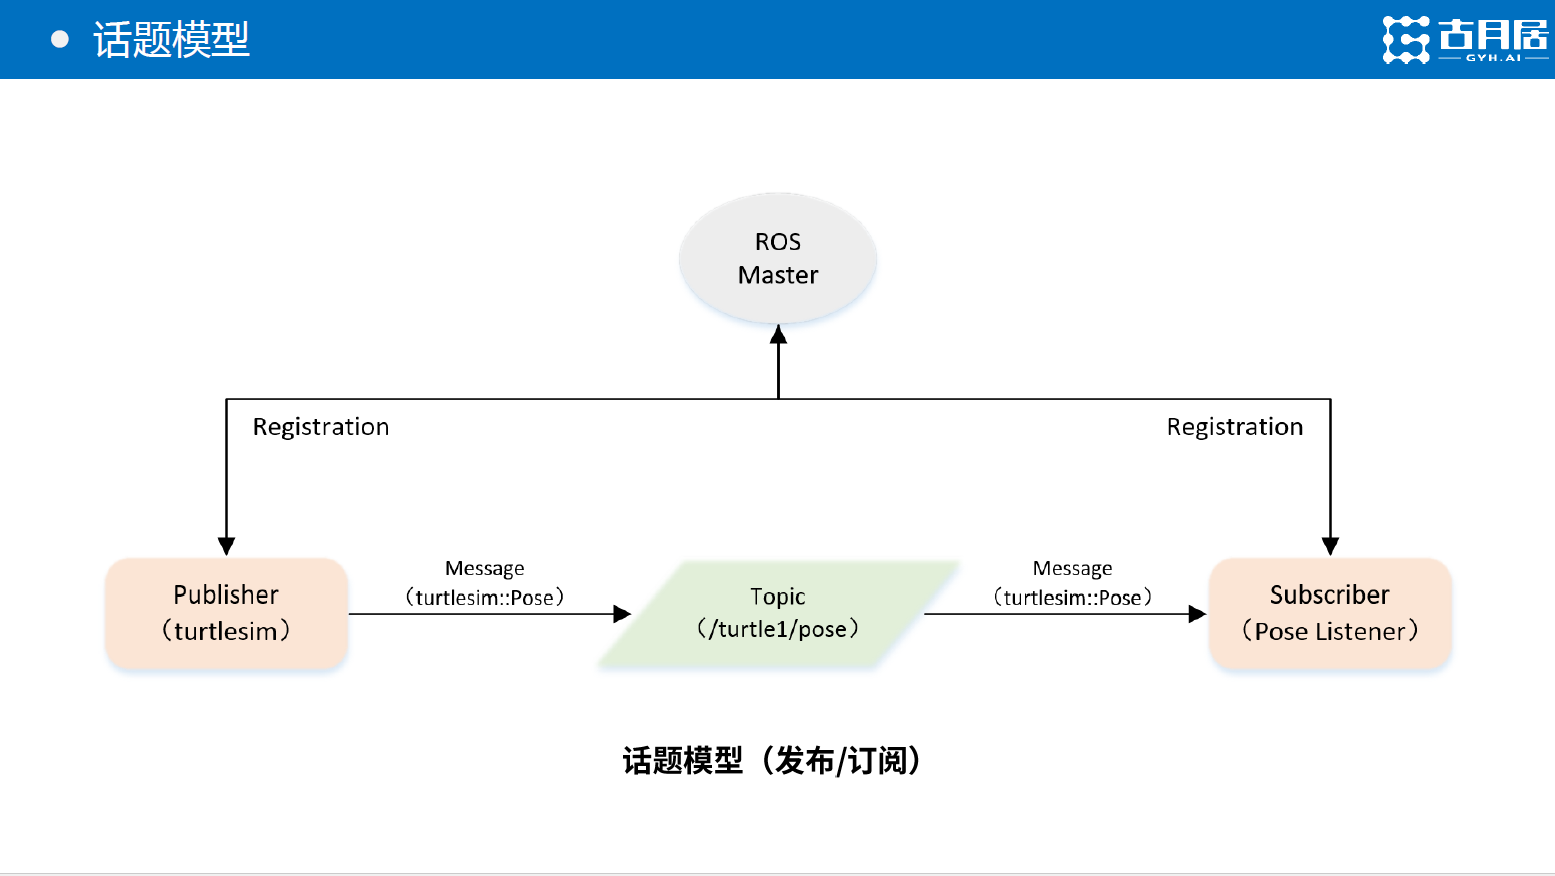 话题模型
古月居
GYH.AI
ROS
Master
Registration
Registration
Publisher
（turtlesim）
Message
（turtlesim::Pose）
Topic
（/turtle1/pose）
Message
（turtlesim::Pose）
Subscriber
（Pose Listener）
话题模型（发布/订阅）